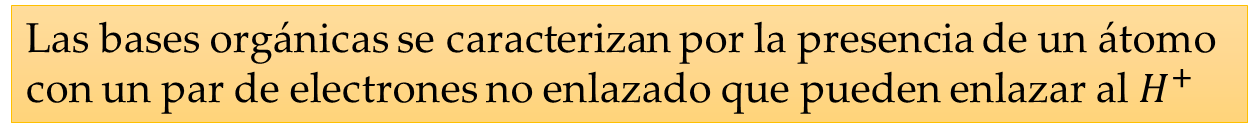 Las bases orgánicas se caracterizan por la presencia de un átomo
con un par de electrones no enlazado que pueden enlazar al H⁺